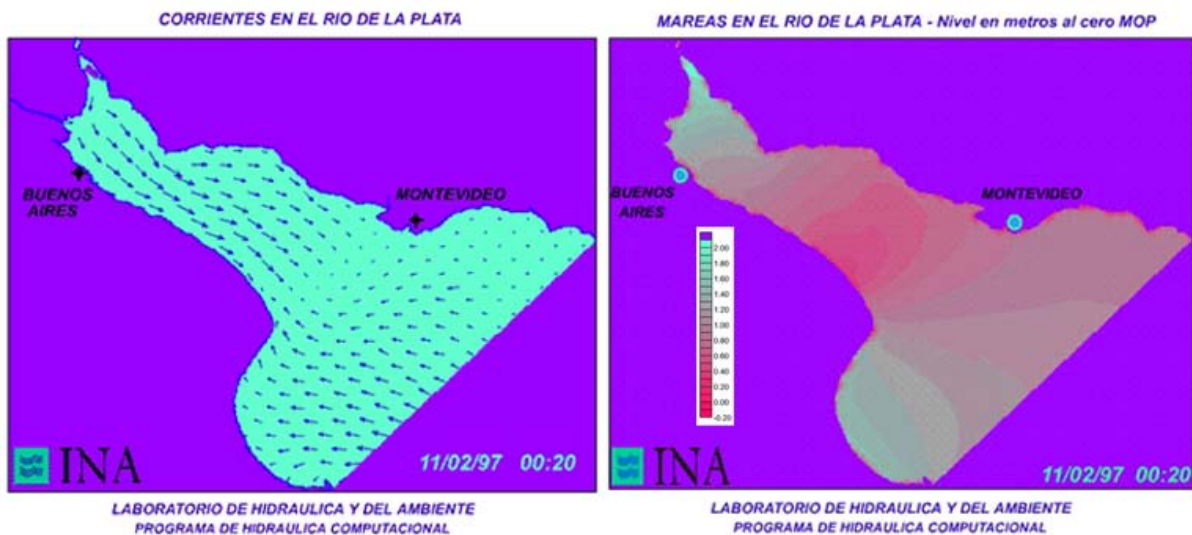 CORRIENTES EN EL RIO DE LA PLATA
BUENOS
AIRES
MONTEVIDEO
INA
11/02/97 00:20
LABORATORIO DE HIDRAULICA Y DEL AMBIENTE
PROGRAMA DE HIDRAULICA COMPUTACIONAL
MAREAS EN EL RIO DE LA PLATA - Nivel en metros al cero MOP
BUENOS
AIRES
MONTEVIDEO
2.00
1.80
1.60
1.40
1.20
1.00
0.80
0.60
0.40
0.20
0.00
-0.20
INA
11/02/97 00:20
LABORATORIO DE HIDRAULICA Y DEL AMBIENTE
PROGRAMA DE HIDRAULICA COMPUTACIONAL